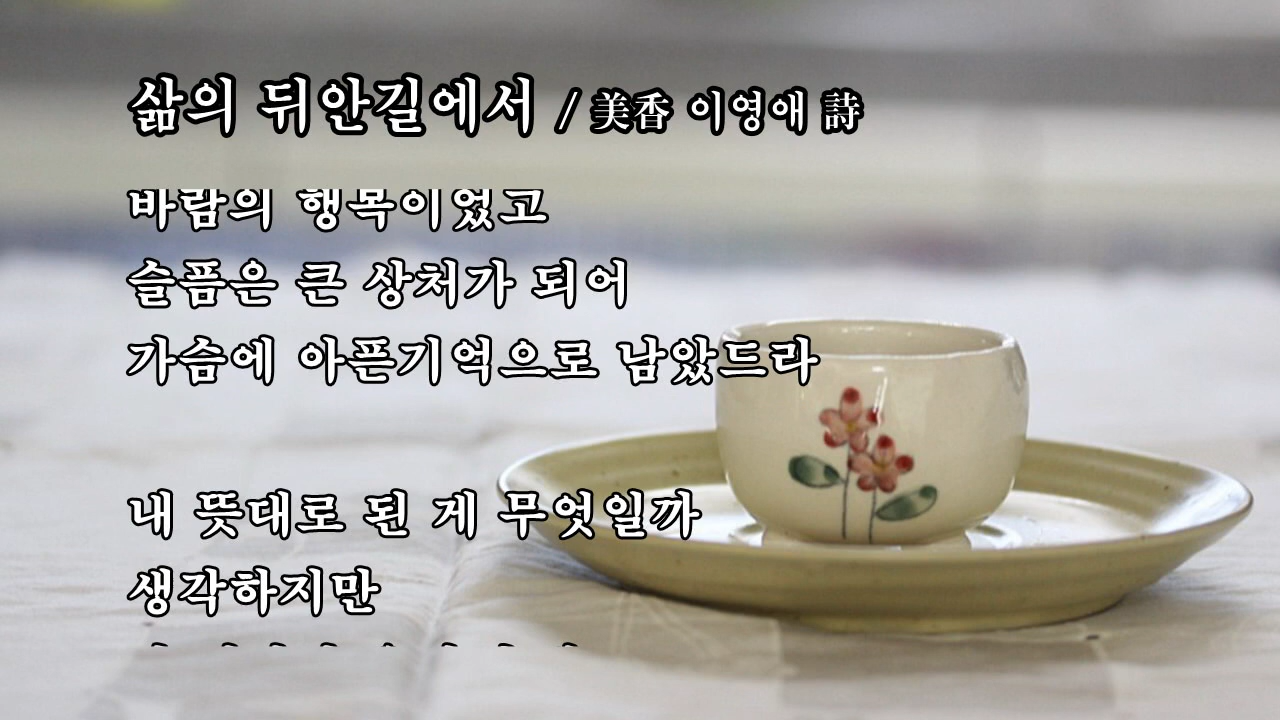 삶의 뒤안길에서 / 美香 이영애 詩
바람의 행목이었고
슬픔은 큰 상처가 되어
가슴에 아픈기억으로 남았드라
내 뜻대로 된 게 무엇일까
생각하지만